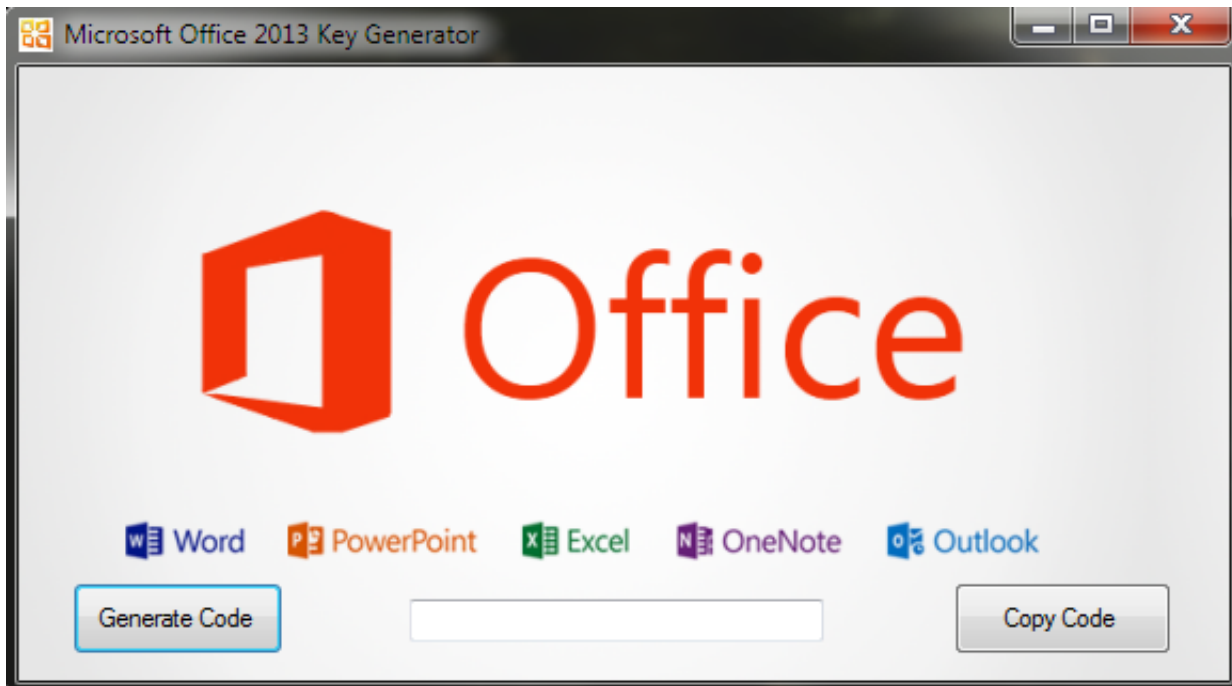 Microsoft Office 2013 Key Generator
Office
Word PowerPoint Excel OneNote Outlook
Generate Code Copy Code